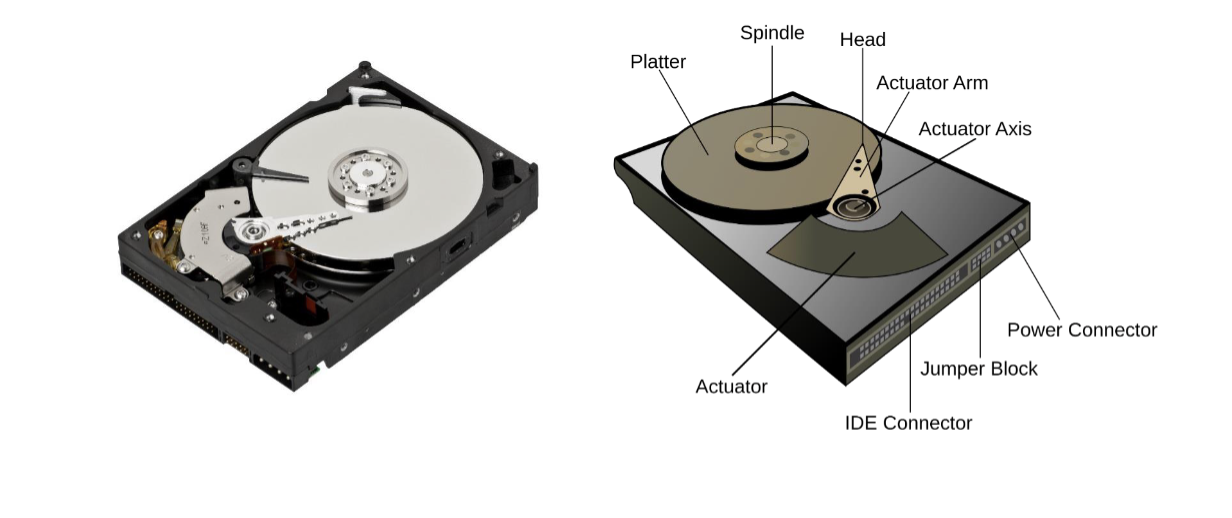 Spindle
Head
Platter
Actuator Arm
Actuator Axis
Power Connector
Jumper Block
Actuator
IDE Connector